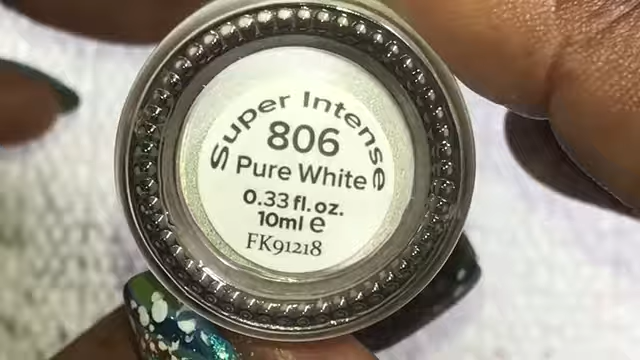 Super Intense
806
Pure White
0.33 fl. oz.
10ml e
FK91218